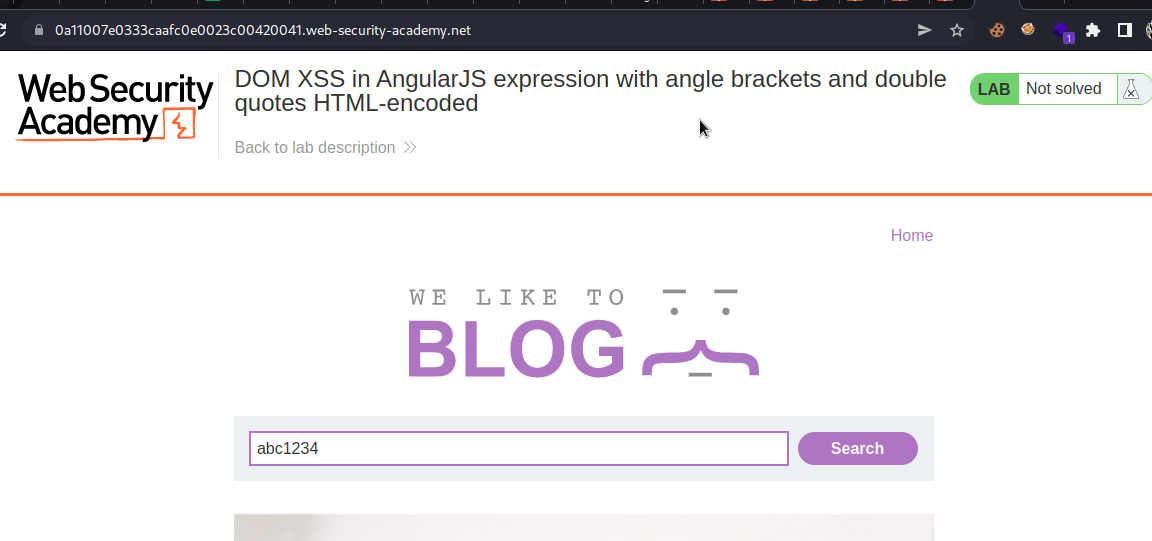 0a11007e0333caafc0e0023c00420041.web-security-academy.net
1
Web Security
Academy
DOM XSS in AngularJS expression with angle brackets and double
quotes HTML-encoded
LAB Not solved
Back to lab description
Home
WE LIKE TO
BLOG
abc1234
Search